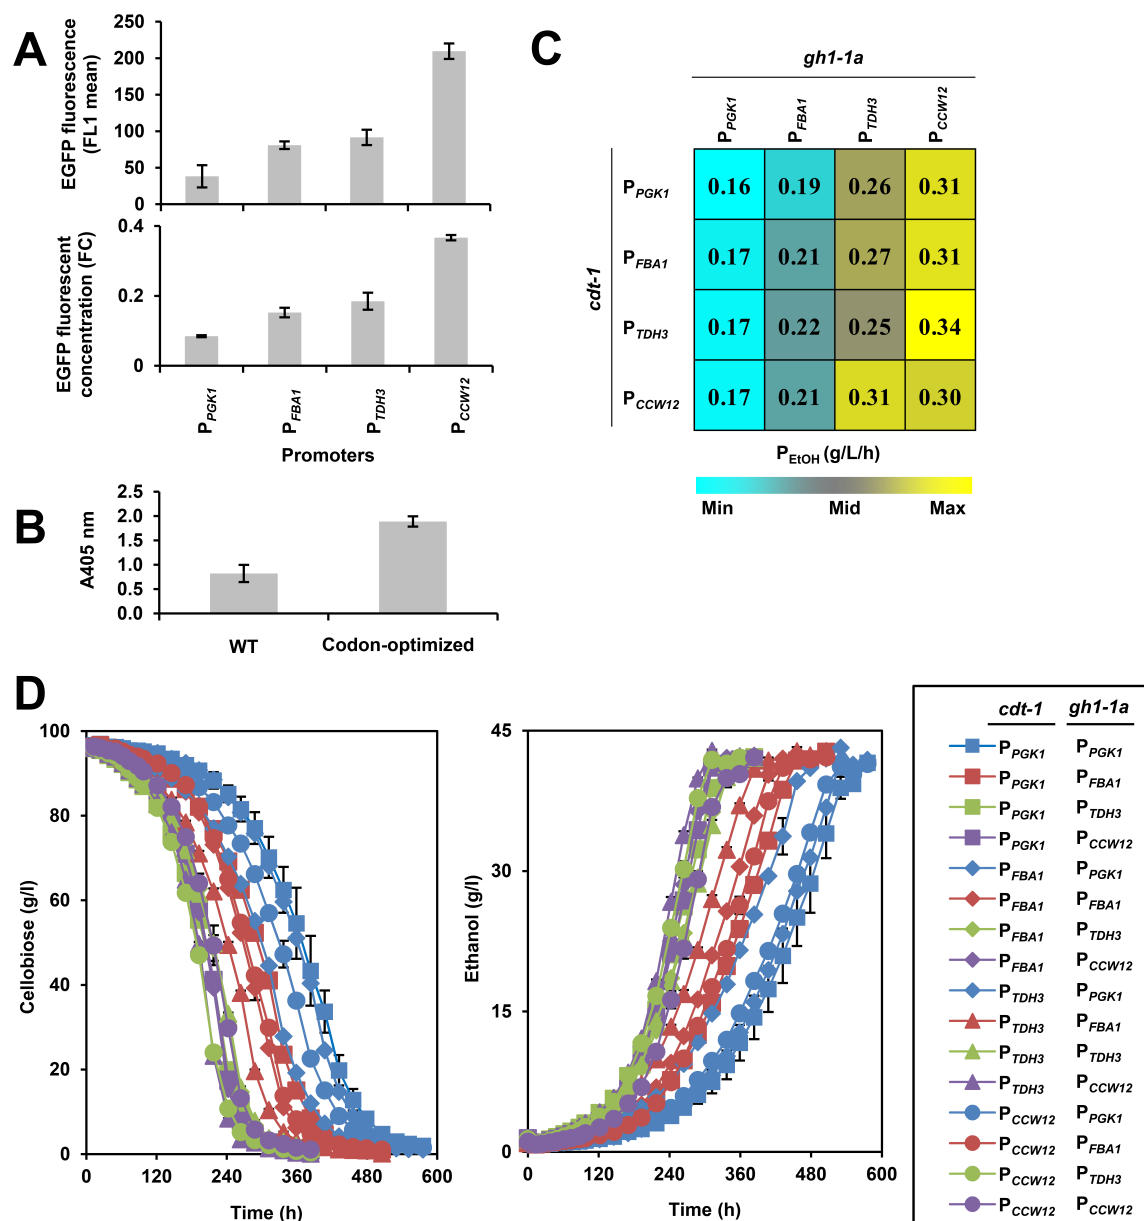 A
EGFP fluorescence
(FL1 mean)
250
200
150
100
50
0
EGFP fluorescent
concentration (FC)
0.4
0.2
0
PPGK1 PFBA1 PTDH3 PCCW12
Promoters
B
A405 nm
2.5
2.0
1.5
1.0
0.5
0.0
WT Codon-optimized
C
gh1-1a
PPGK1 PFBA1 PTDH3 PCCW12
cdt-1
PPGK1 0.16 0.19 0.26 0.31
PFBA1 0.17 0.21 0.27 0.31
PTDH3 0.17 0.22 0.25 0.34
PCCW12 0.17 0.21 0.31 0.30
PEtOH (g/L/h)
Min Mid Max
D
Cellobiose (g/l)
100
80
60
40
20
0
0 120 240 360 480 600
Time (h)
Ethanol (g/l)
45
30
15
0
0 120 240 360 480 600
Time (h)
cdt-1 gh1-1a
PPGK1 PPGK1
PPGK1 PFBA1
PPGK1 PTDH3
PPGK1 PCCW12
PFBA1 PPGK1
PFBA1 PFBA1
PFBA1 PTDH3
PFBA1 PCCW12
PTDH3 PPGK1
PTDH3 PFBA1
PTDH3 PTDH3
PTDH3 PCCW12
PCCW12 PPGK1
PCCW12 PFBA1
PCCW12 PTDH3
PCCW12 PCCW12